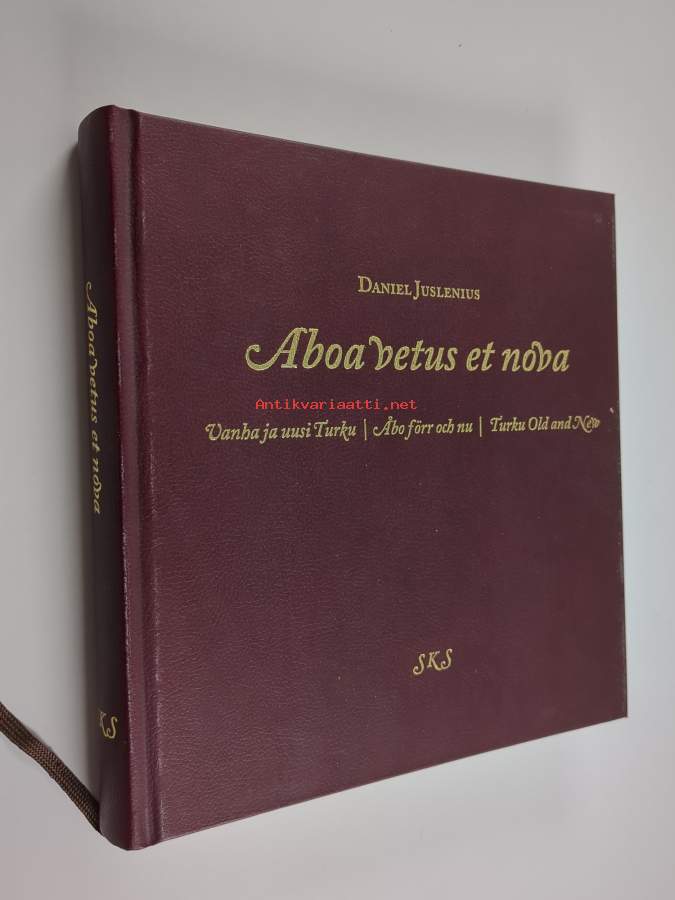 DANIEL JUSLENIUS
Aboa vetus et nova
Antikvariaatti.net
Vanha ja uusi Turku | Åbo förr och nu | Turku Old and New
SKS
Aboa vetus et nova
SKS